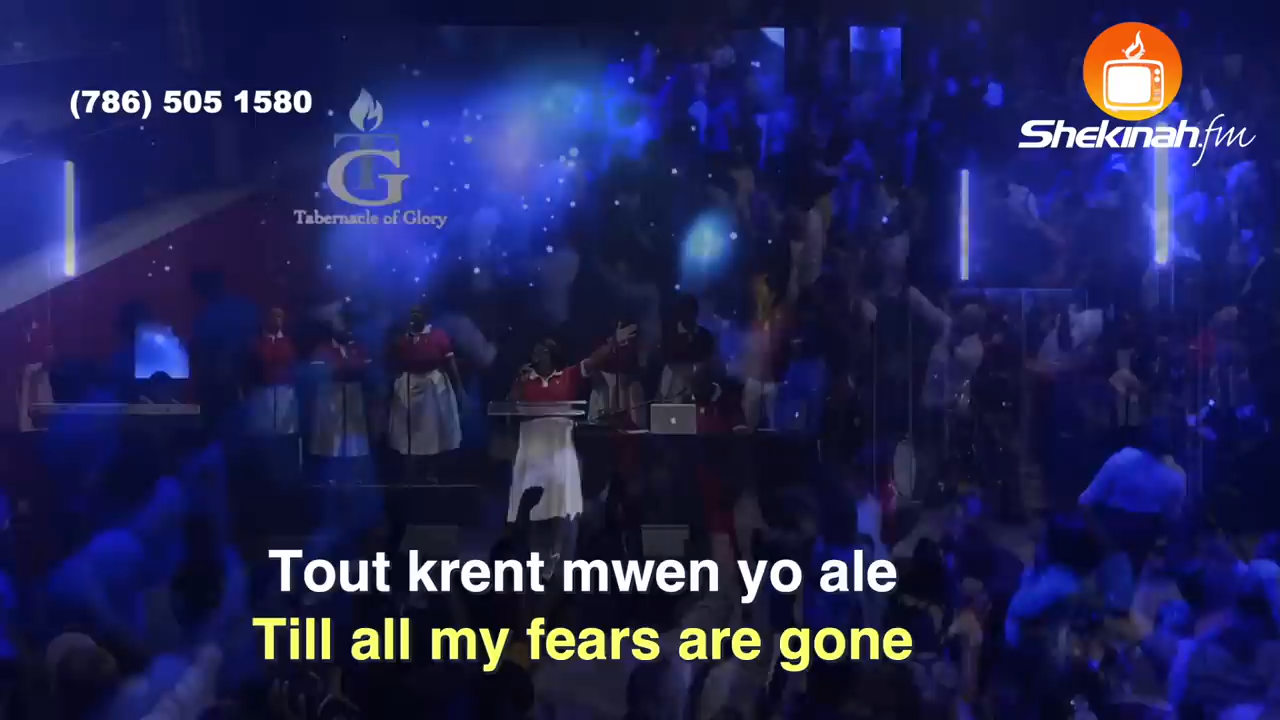 (786) 505 1580
TG
Tabernacle of Glory
Shekinah.fm
Tout krent mwen yo ale
Till all my fears are gone